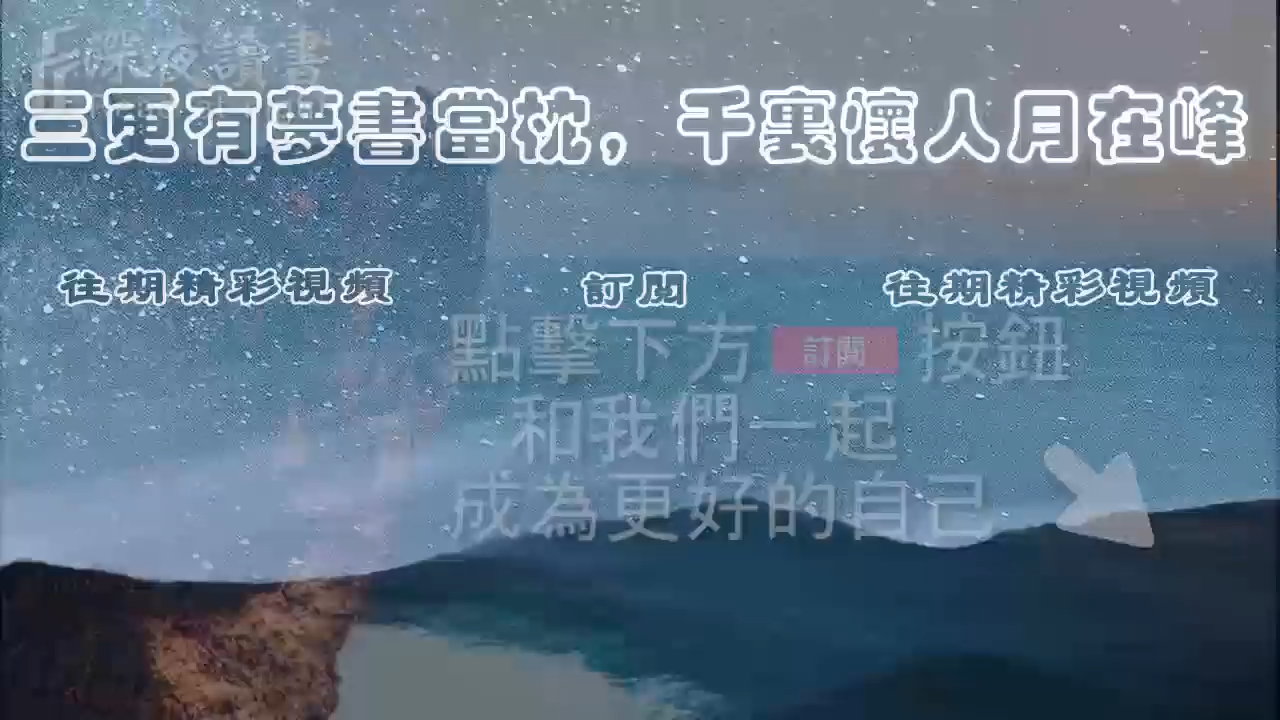 深夜讀書
三更有夢書當枕，千裏懷人月在峰
往期精彩視頻
訂閱
往期精彩視頻
點擊下方 訂閱 按鈕
和我們一起
成為更好的自己